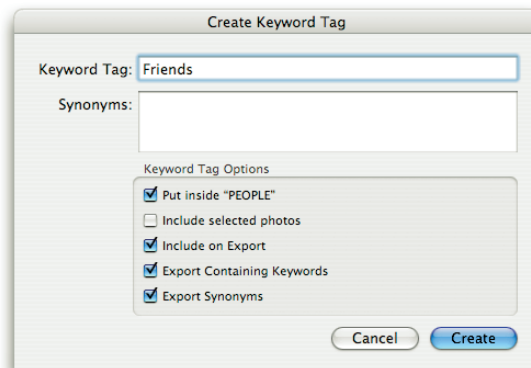 Create Keyword Tag
Keyword Tag: Friends
Synonyms:
Keyword Tag Options
Put inside “PEOPLE”
Include selected photos
Include on Export
Export Containing Keywords
Export Synonyms
Cancel Create